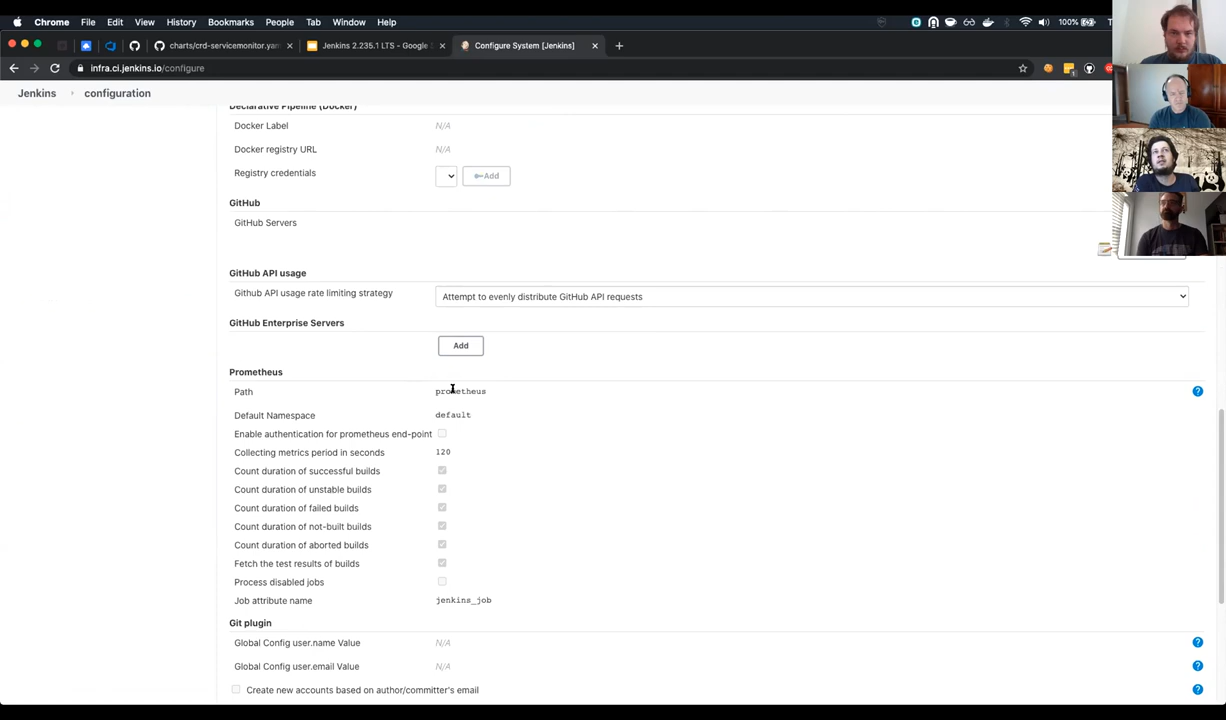 Chrome File Edit View History Bookmarks People Tab Window Help 100%
charts/crd-servicemonitor.yam Jenkins 2.235.1 LTS - Google Configure System [Jenkins]
infra.ci.jenkins.io/configure
Jenkins configuration
Declarative Pipeline (Docker)
Docker Label N/A
Docker registry URL N/A
Registry credentials Add
GitHub
GitHub Servers
GitHub API usage
Github API usage rate limiting strategy Attempt to evenly distribute GitHub API requests
GitHub Enterprise Servers
Add
Prometheus
Path prometheus
Default Namespace default
Enable authentication for prometheus end-point
Collecting metrics period in seconds 120
Count duration of successful builds
Count duration of unstable builds
Count duration of failed builds
Count duration of not-built builds
Count duration of aborted builds
Fetch the test results of builds
Process disabled jobs
Job attribute name jenkins_job
Git plugin
Global Config user.name Value N/A
Global Config user.email Value N/A
Create new accounts based on author/committer's email